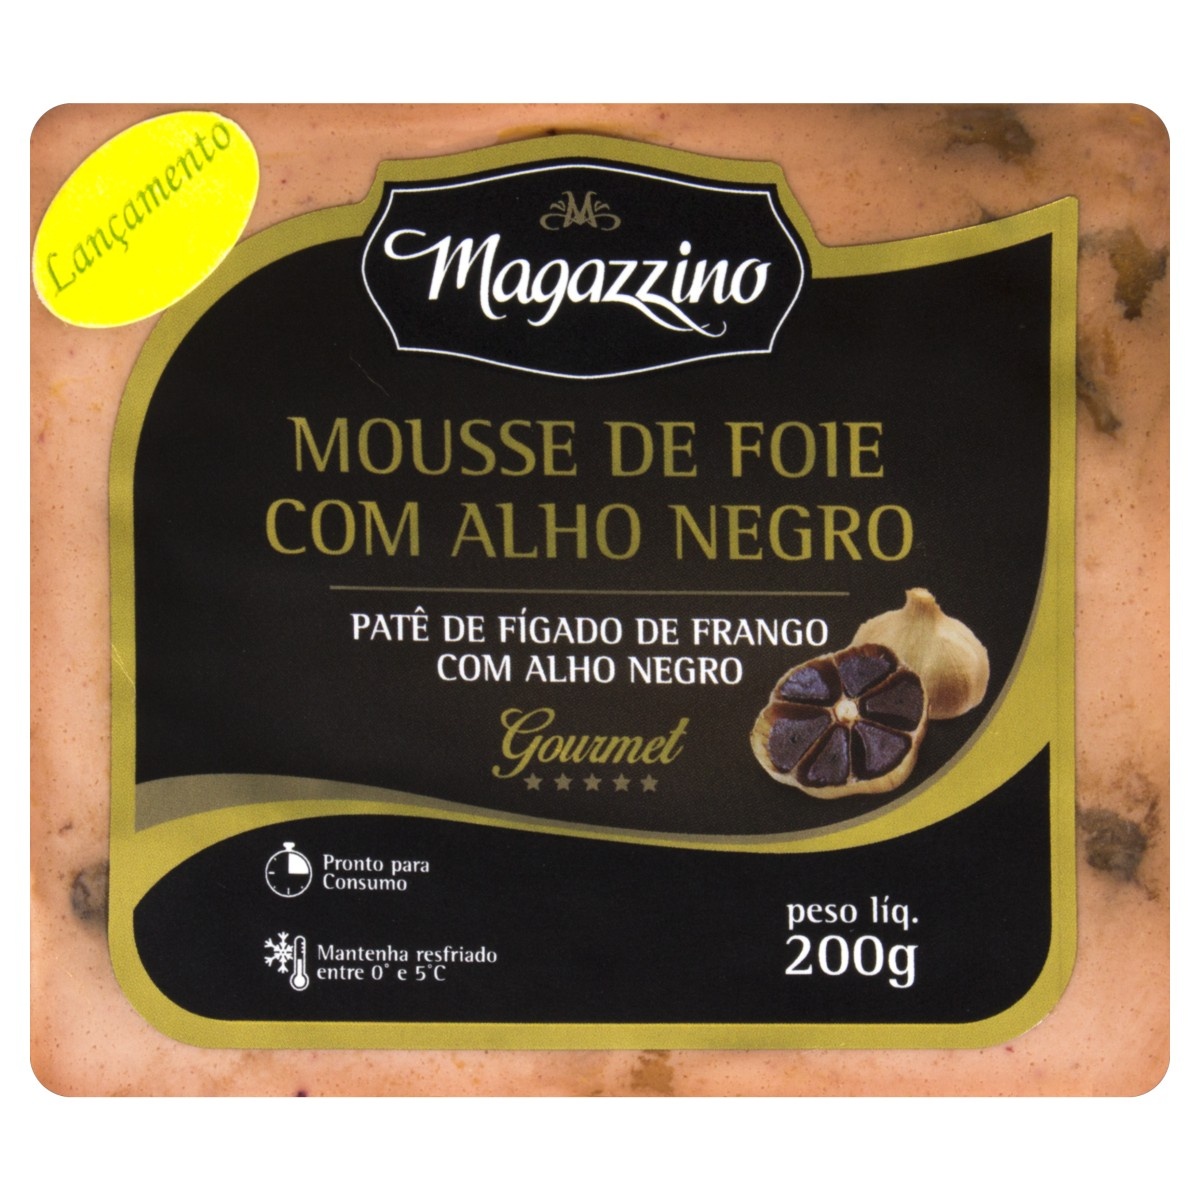 Lançamento
M
Magazzino
MOUSSE DE FOIE
COM ALHO NEGRO
PATÊ DE FÍGADO DE FRANGO
COM ALHO NEGRO
Gourmet
Pronto para
Consumo
Mantenha resfriado
entre 0° e 5°C
peso líq.
200g